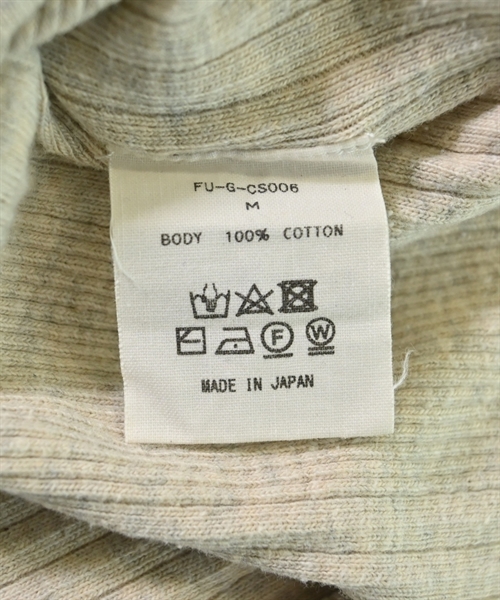 FU-G-CS006
M
BODY 100% COTTON
F W
MADE IN JAPAN